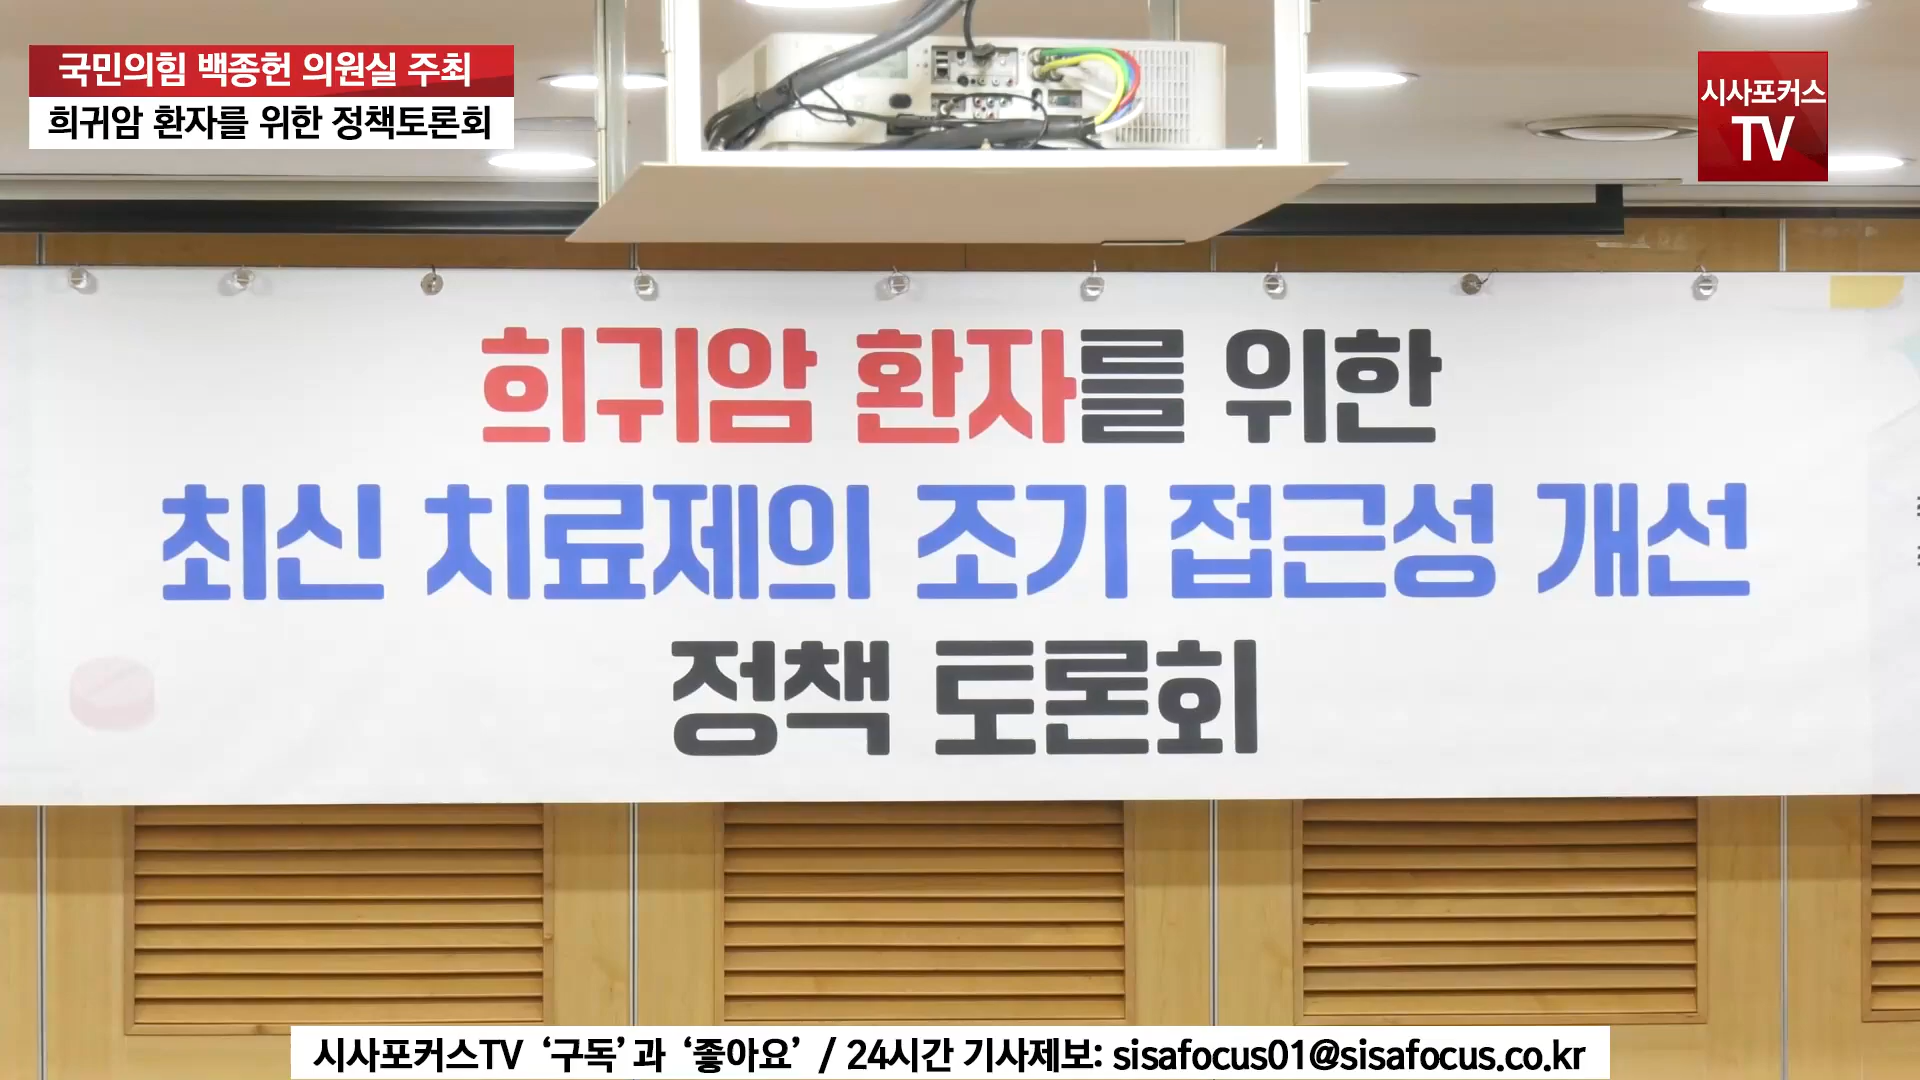 국민의힘 백종헌 의원실 주최
희귀암 환자를 위한 정책토론회
시사포커스
TV
희귀암 환자를 위한
최신 치료제의 조기 접근성 개선
정책 토론회
시사포커스TV ‘구독’과 ‘좋아요’ / 24시간 기사제보: sisafocus01@sisafocus.co.kr